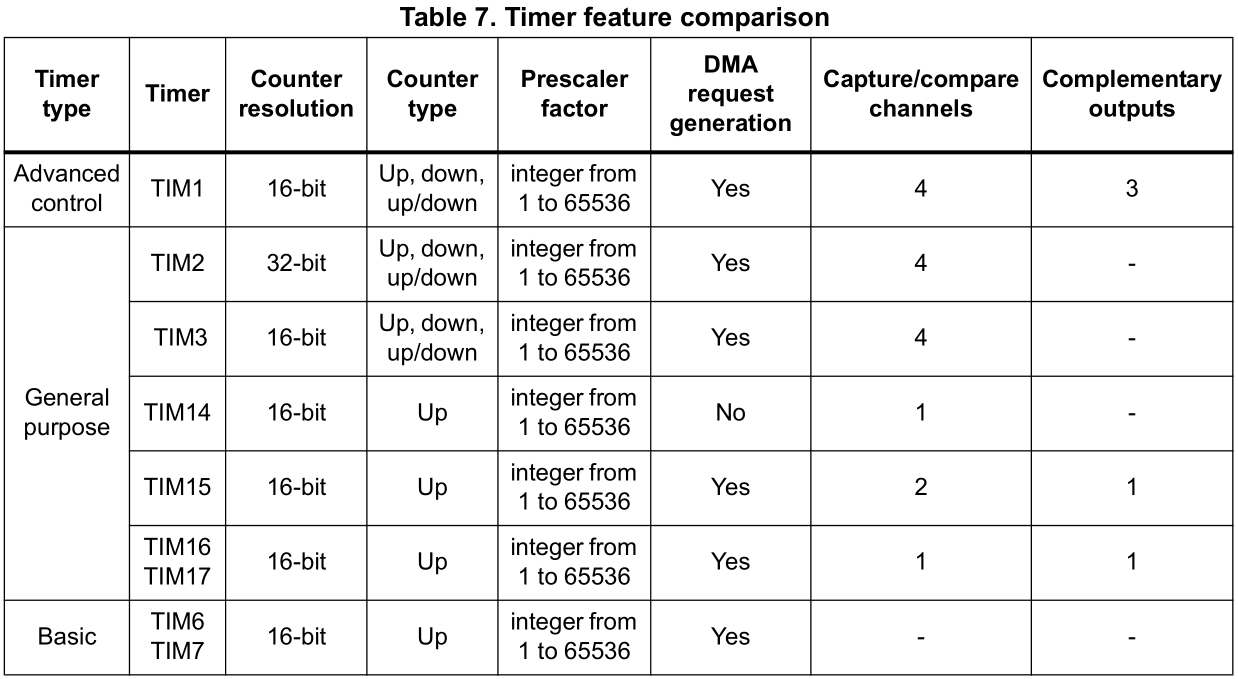 Table 7. Timer feature comparison
Timer type Timer Counter resolution Counter type Prescaler factor DMA request generation Capture/compare channels Complementary outputs
Advanced control TIM1 16-bit Up, down, up/down integer from 1 to 65536 Yes 4 3
General purpose TIM2 32-bit Up, down, up/down integer from 1 to 65536 Yes 4 -
TIM3 16-bit Up, down, up/down integer from 1 to 65536 Yes 4 -
TIM14 16-bit Up integer from 1 to 65536 No 1 -
TIM15 16-bit Up integer from 1 to 65536 Yes 2 1
TIM16 TIM17 16-bit Up integer from 1 to 65536 Yes 1 1
Basic TIM6 TIM7 16-bit Up integer from 1 to 65536 Yes - -